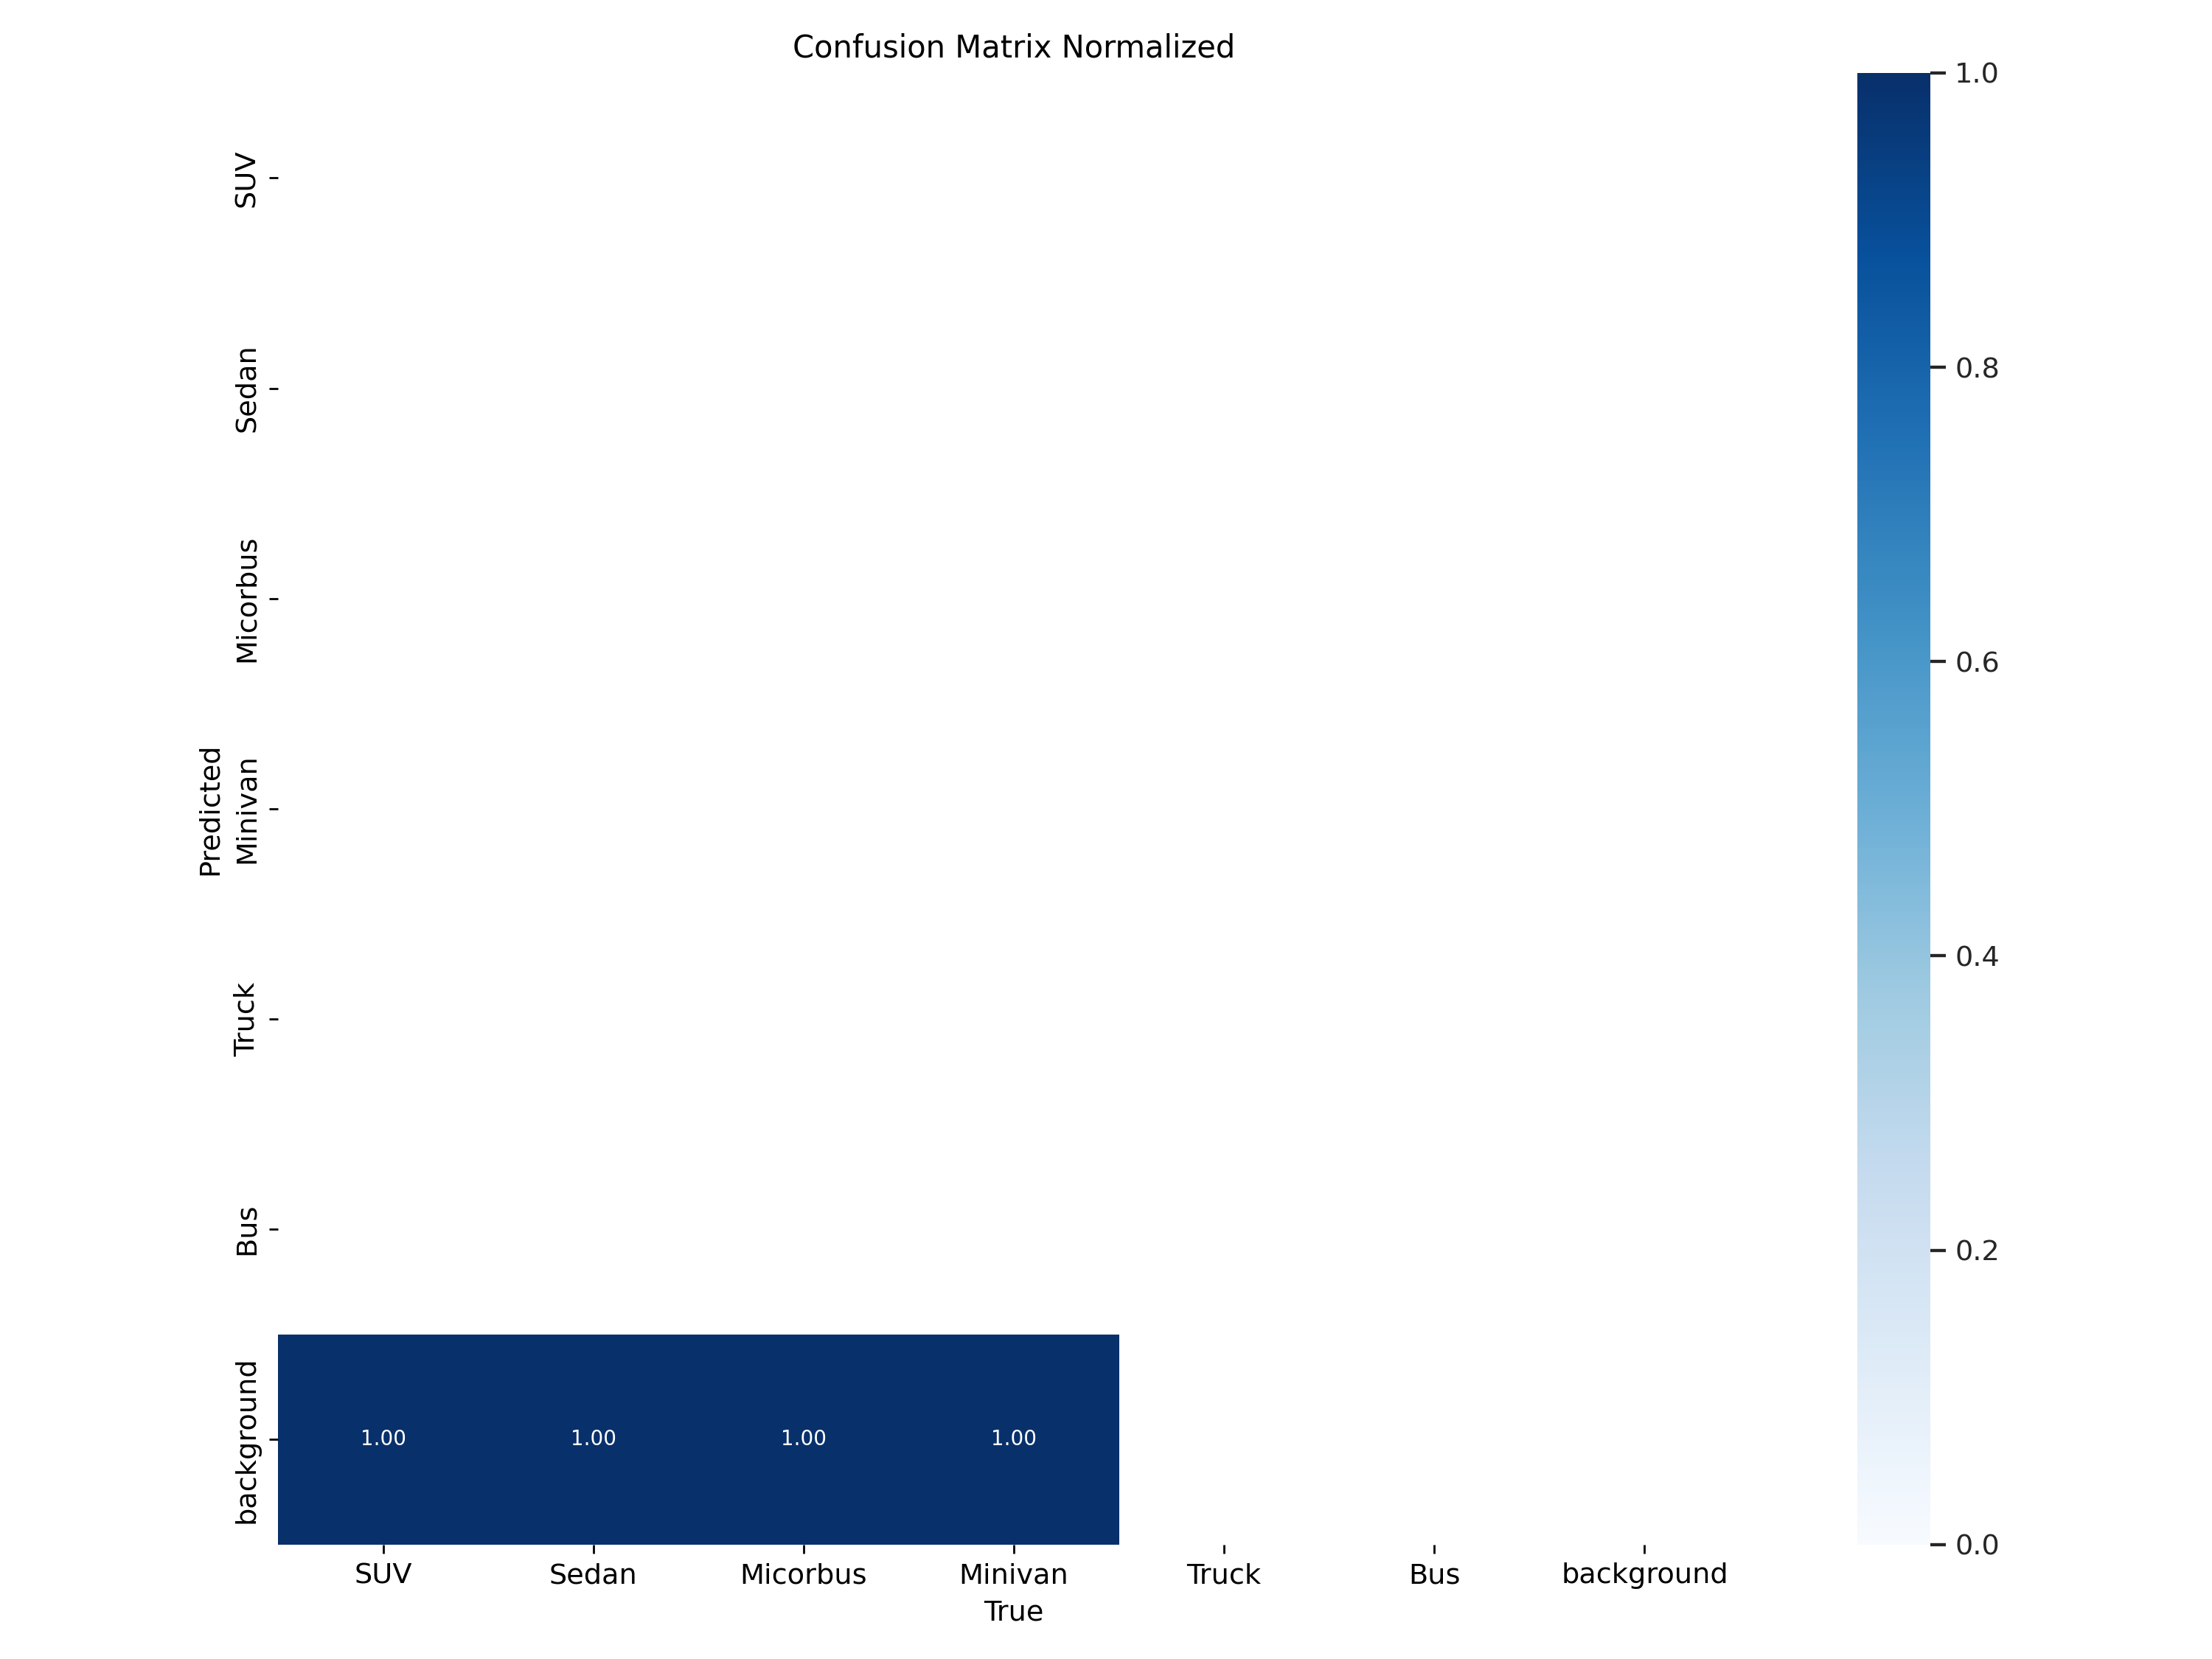 Confusion Matrix Normalized
SUV
Sedan
Micorbus
Minivan
Truck
Bus
background
Predicted
1.00 1.00 1.00 1.00
SUV Sedan Micorbus Minivan Truck Bus background
True
1.0
0.8
0.6
0.4
0.2
0.0